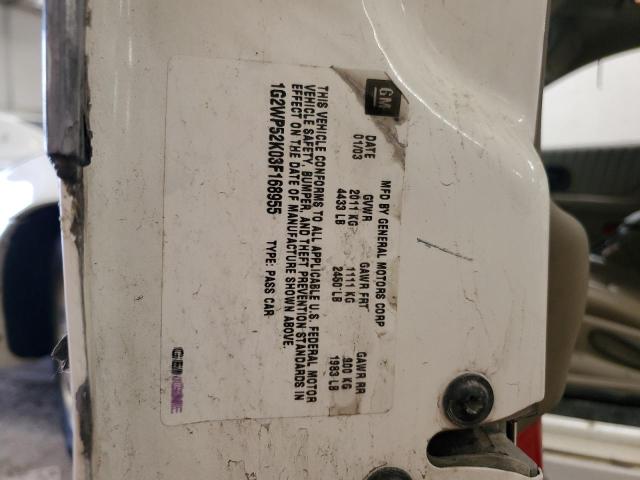 GM
MFD BY GENERAL MOTORS CORP
DATE GVWR GAWR FRT GAWR RR
01/03 2011 KG 1111 KG 900 KG
4433 LB 2450 LB 1983 LB
THIS VEHICLE CONFORMS TO ALL APPLICABLE U.S. FEDERAL MOTOR
VEHICLE SAFETY, BUMPER, AND THEFT PREVENTION STANDARDS IN
EFFECT ON THE DATE OF MANUFACTURE SHOWN ABOVE.
1G2WP52K03F168955 TYPE: PASS CAR